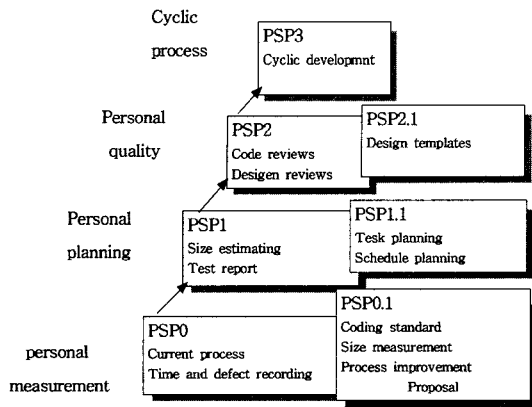 Cyclic
process
PSP3
Cyclic developmnt
Personal
quality
PSP2
Code reviews
Desigen reviews
PSP2.1
Design templates
Personal
planning
PSP1
Size estimating
Test report
PSP1.1
Tesk planning
Schedule planning
personal
measurement
PSP0
Current process
Time and defect recording
PSP0.1
Coding standard
Size measurement
Process improvement
Proposal